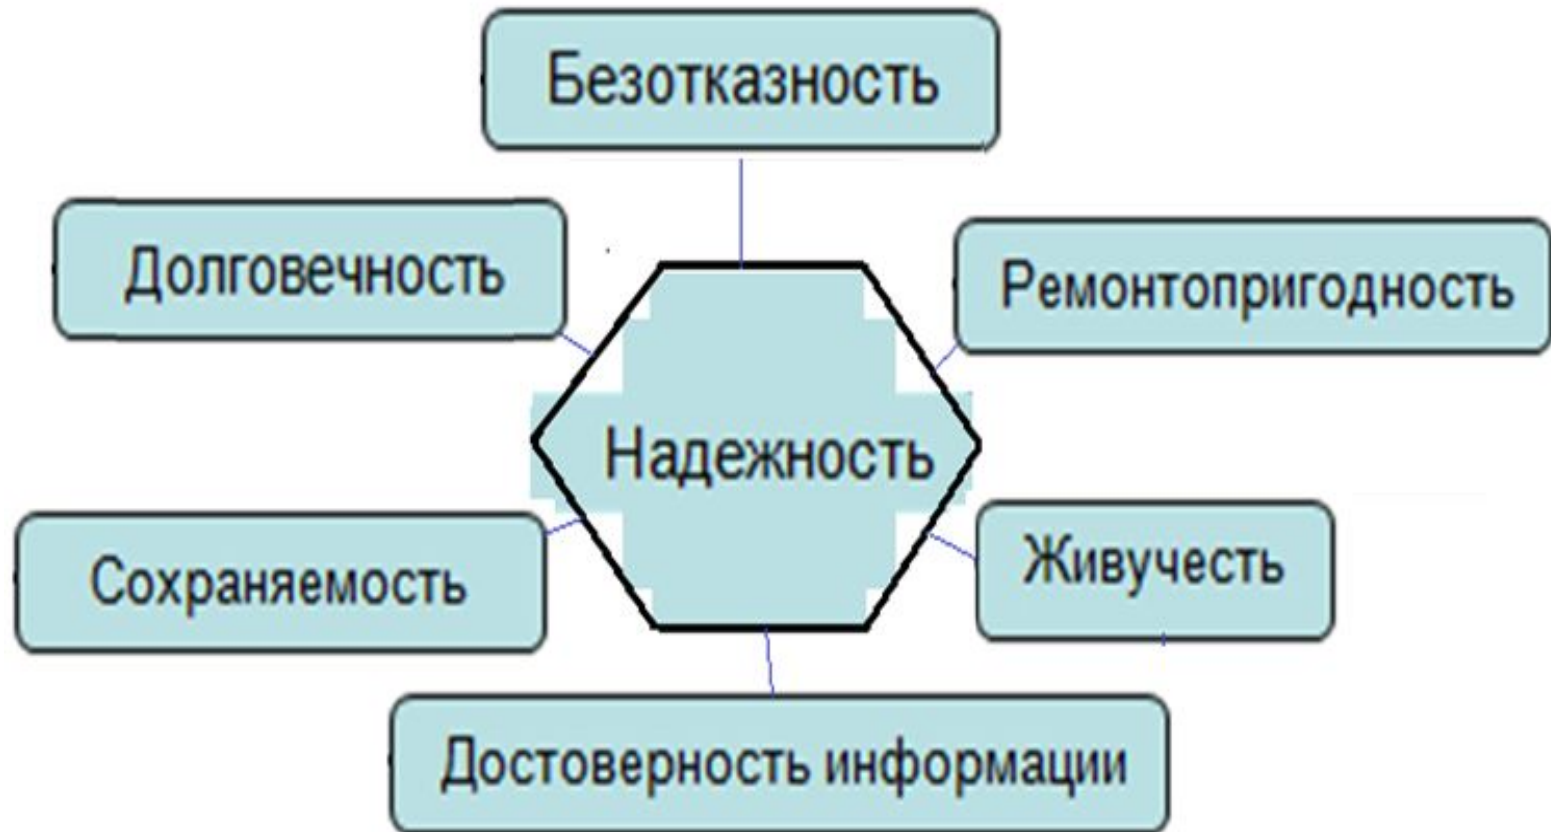 Безотказность
Долговечность
Ремонтопригодность
Надежность
Сохраняемость
Живучесть
Достоверность информации